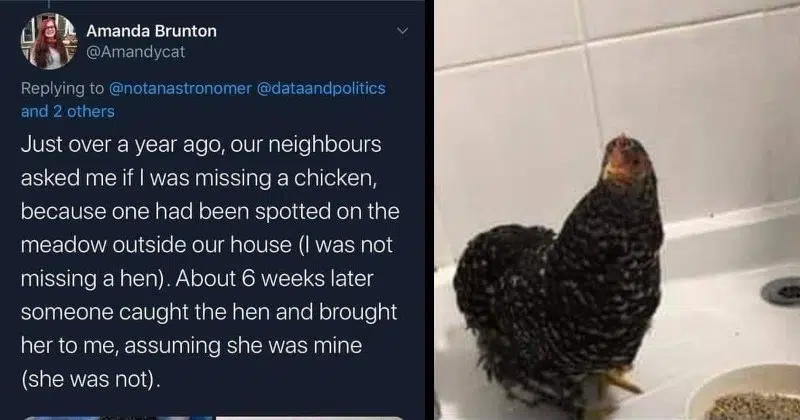 Amanda Brunton
@Amandycat
Replying to @notanastronomer @dataandpolitics
and 2 others
Just over a year ago, our neighbours
asked me if I was missing a chicken,
because one had been spotted on the
meadow outside our house (I was not
missing a hen). About 6 weeks later
someone caught the hen and brought
her to me, assuming she was mine
(she was not).